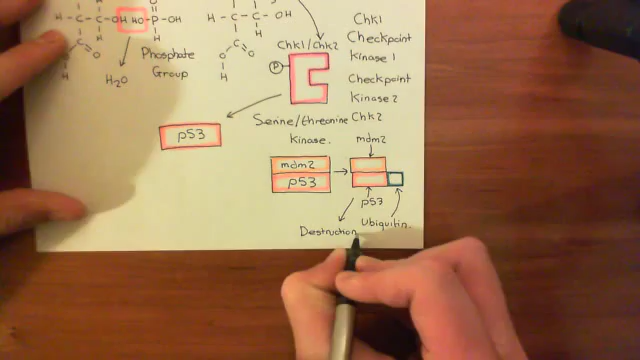 H-C-C-OH HO-P-OH
H-C-C-OH
H
H
O
C
O
C
O
O
H
H
Phosphate
Group
H2O
Chk1/Chk2
P
Chk1
Checkpoint
Kinase 1
Checkpoint
Kinase 2
Chk2
Serine/threonine
Kinase.
p53
mdm2
p53
mdm2
p53
Ubiquitin.
Destruction